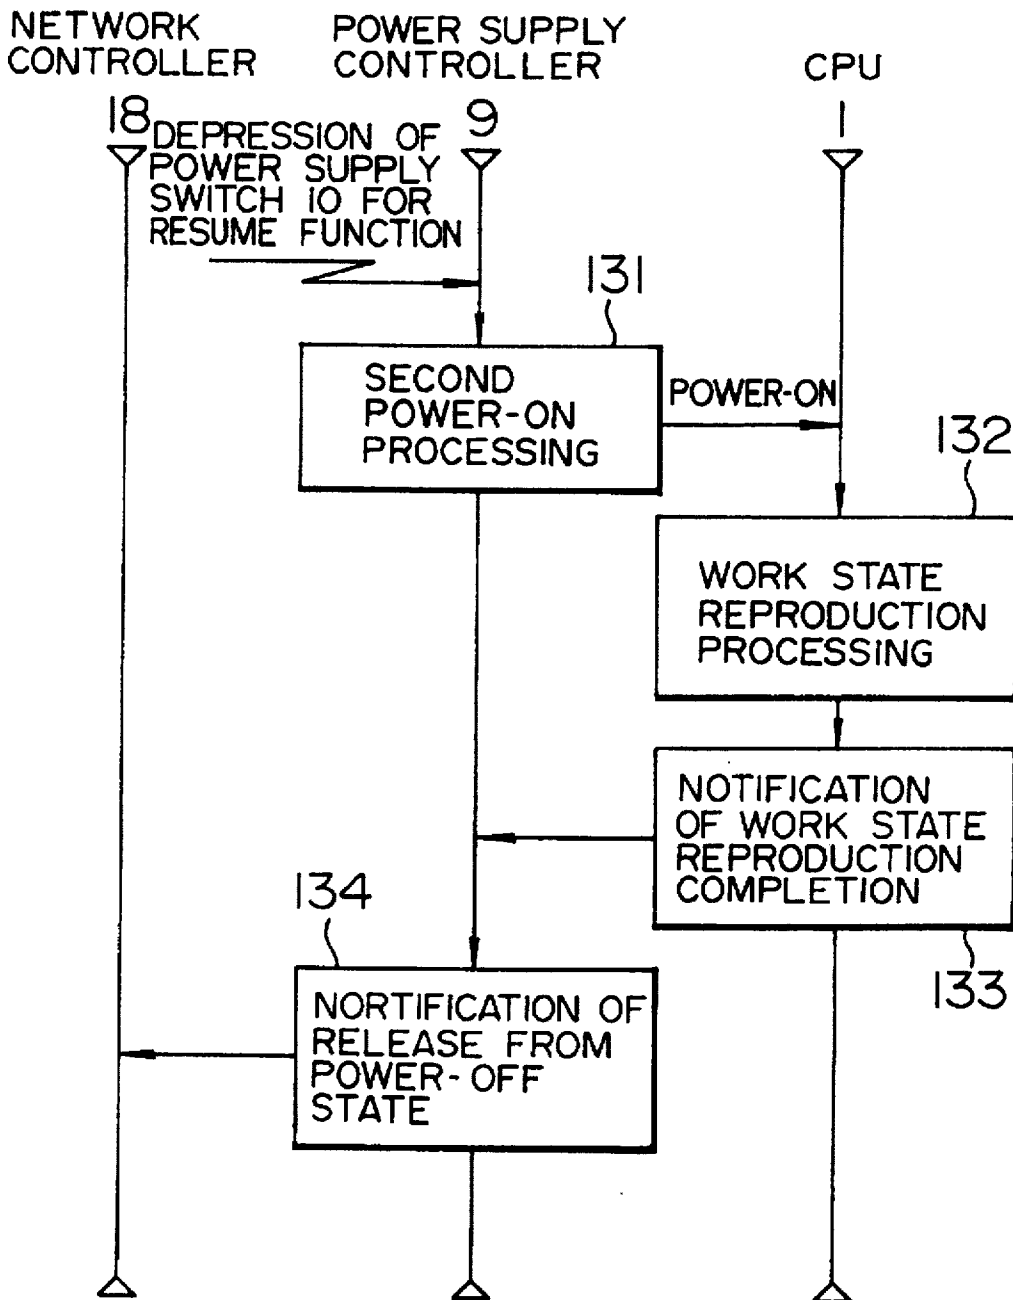 NETWORK
CONTROLLER
18
POWER SUPPLY
CONTROLLER
9
CPU
1
DEPRESSION OF
POWER SUPPLY
SWITCH 10 FOR
RESUME FUNCTION
131
SECOND
POWER-ON
PROCESSING
POWER-ON
132
WORK STATE
REPRODUCTION
PROCESSING
NOTIFICATION
OF WORK STATE
REPRODUCTION
COMPLETION
133
134
NORTIFICATION OF
RELEASE FROM
POWER-OFF
STATE